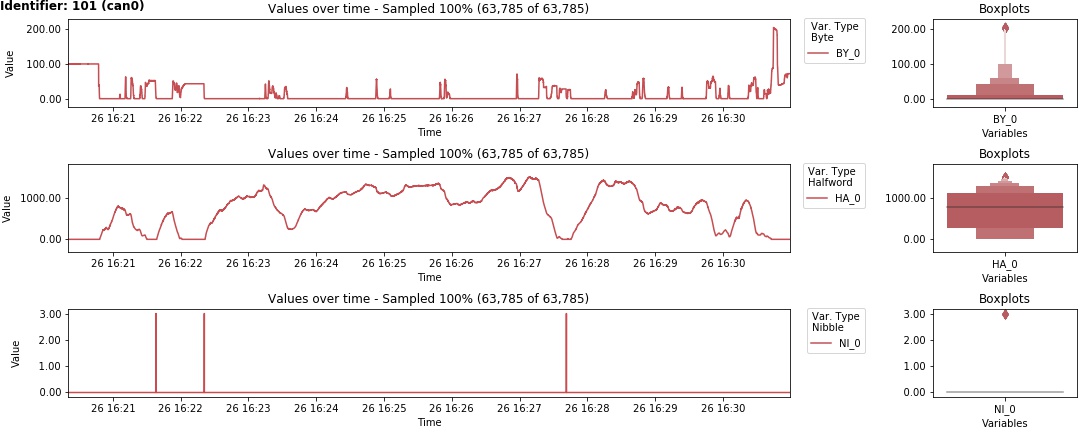 Identifier: 101 (can0)
Values over time - Sampled 100% (63,785 of 63,785)
Boxplots
Value
200.00
100.00
0.00
26 16:21 26 16:22 26 16:23 26 16:24 26 16:25 26 16:26 26 16:27 26 16:28 26 16:29 26 16:30
Time
Var. Type
Byte
BY_0
200.00
100.00
0.00
BY_0
Variables
Values over time - Sampled 100% (63,785 of 63,785)
Boxplots
Value
1000.00
0.00
26 16:21 26 16:22 26 16:23 26 16:24 26 16:25 26 16:26 26 16:27 26 16:28 26 16:29 26 16:30
Time
Var. Type
Halfword
HA_0
1000.00
0.00
HA_0
Variables
Values over time - Sampled 100% (63,785 of 63,785)
Boxplots
Value
3.00
2.00
1.00
0.00
26 16:21 26 16:22 26 16:23 26 16:24 26 16:25 26 16:26 26 16:27 26 16:28 26 16:29 26 16:30
Time
Var. Type
Nibble
NI_0
3.00
2.00
1.00
0.00
NI_0
Variables